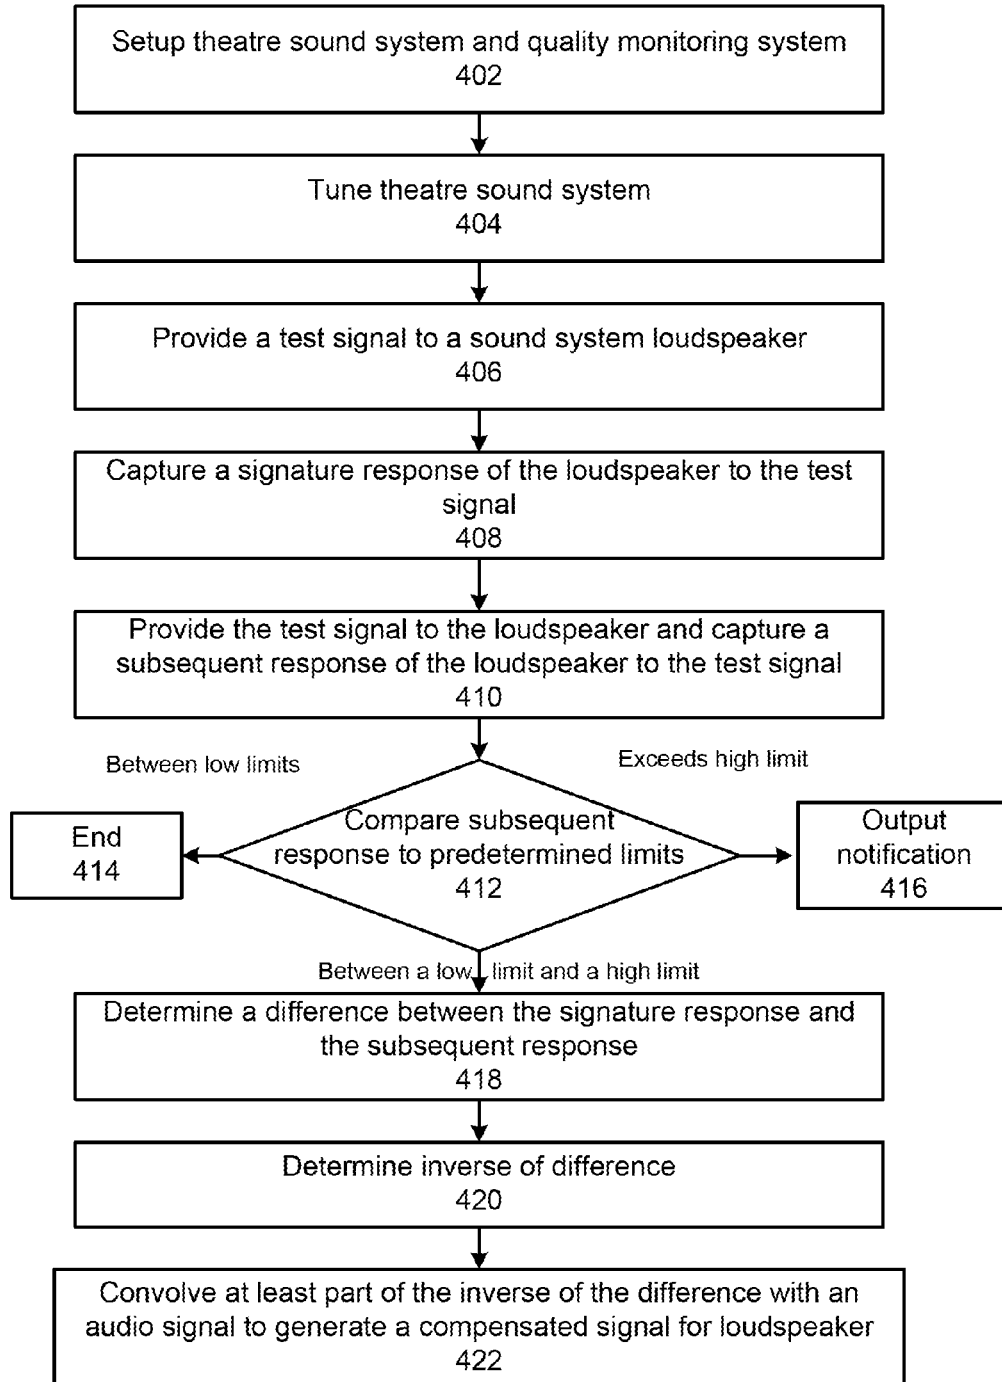 Setup theatre sound system and quality monitoring system
402
Tune theatre sound system
404
Provide a test signal to a sound system loudspeaker
406
Capture a signature response of the loudspeaker to the test
signal
408
Provide the test signal to the loudspeaker and capture a
subsequent response of the loudspeaker to the test signal
410
Between low limits
Exceeds high limit
Compare subsequent
response to predetermined limits
412
End
414
Output
notification
416
Between a low limit and a high limit
Determine a difference between the signature response and
the subsequent response
418
Determine inverse of difference
420
Convolve at least part of the inverse of the difference with an
audio signal to generate a compensated signal for loudspeaker
422